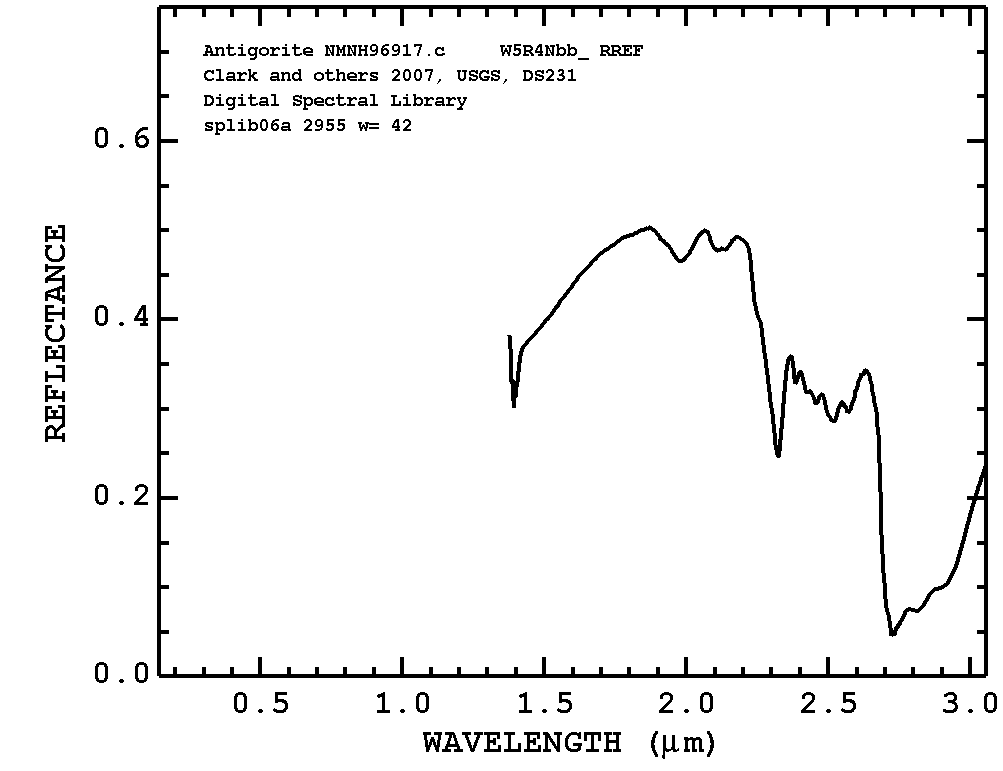 Antigorite NMNH96917.c W5R4Nbb_ RREF
Clark and others 2007, USGS, DS231
Digital Spectral Library
splib06a 2955 w= 42
0.6
0.4
0.2
0.0
REFLECTANCE
0.5 1.0 1.5 2.0 2.5 3.0
WAVELENGTH (μm)